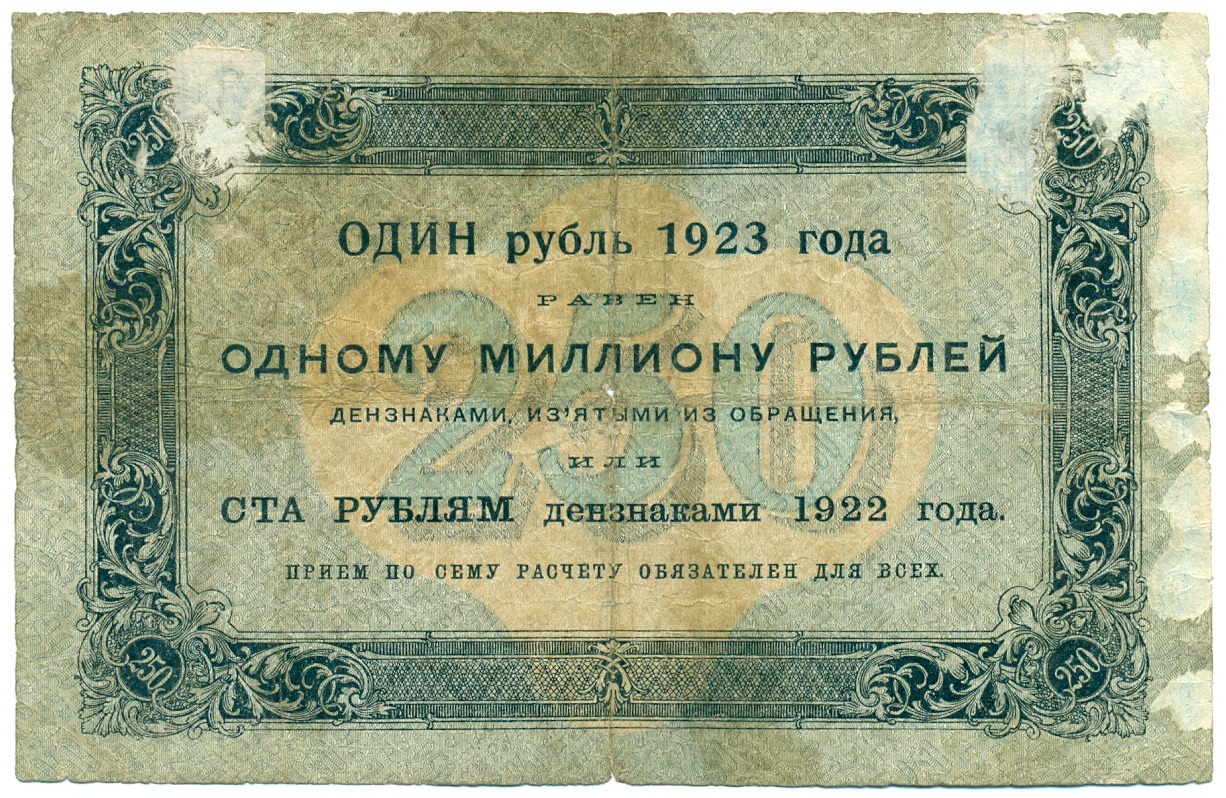 250
250
ОДИН рубль 1923 года
РАВЕН
ОДНОМУ МИЛЛИОНУ РУБЛЕЙ
ДЕНЗНАКАМИ, ИЗ'ЯТЫМИ ИЗ ОБРАЩЕНИЯ,
250
ИЛИ
СТА РУБЛЯМ дензнаками 1922 года.
ПРИЕМ ПО СЕМУ РАСЧЕТУ ОБЯЗАТЕЛЕН ДЛЯ ВСЕХ.
250
250